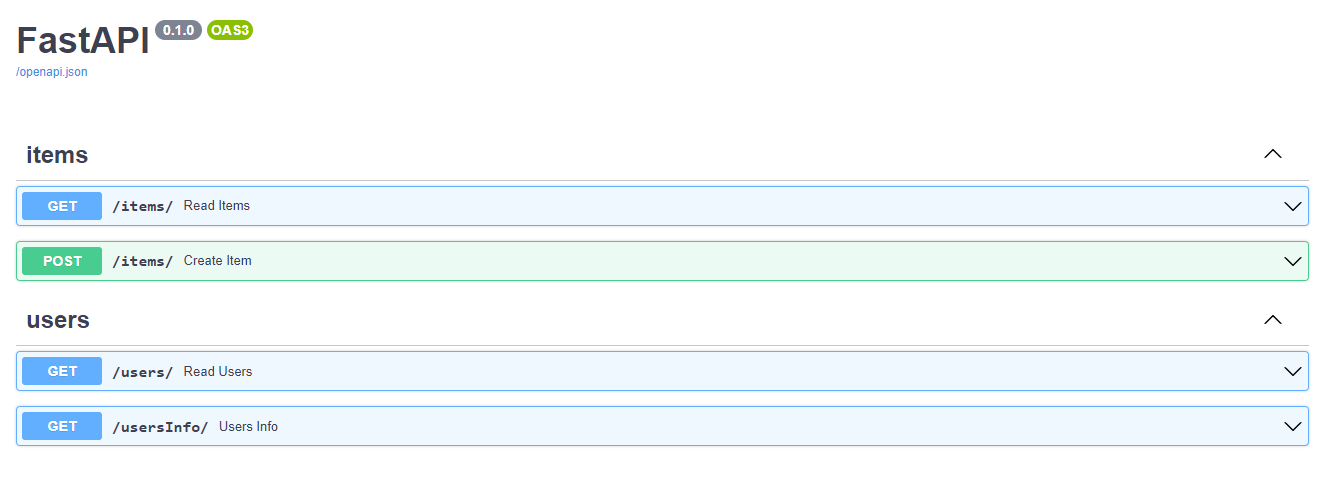 FastAPI 0.1.0 OAS3
/openapi.json
items
GET /items/ Read Items
POST /items/ Create Item
users
GET /users/ Read Users
GET /usersInfo/ Users Info